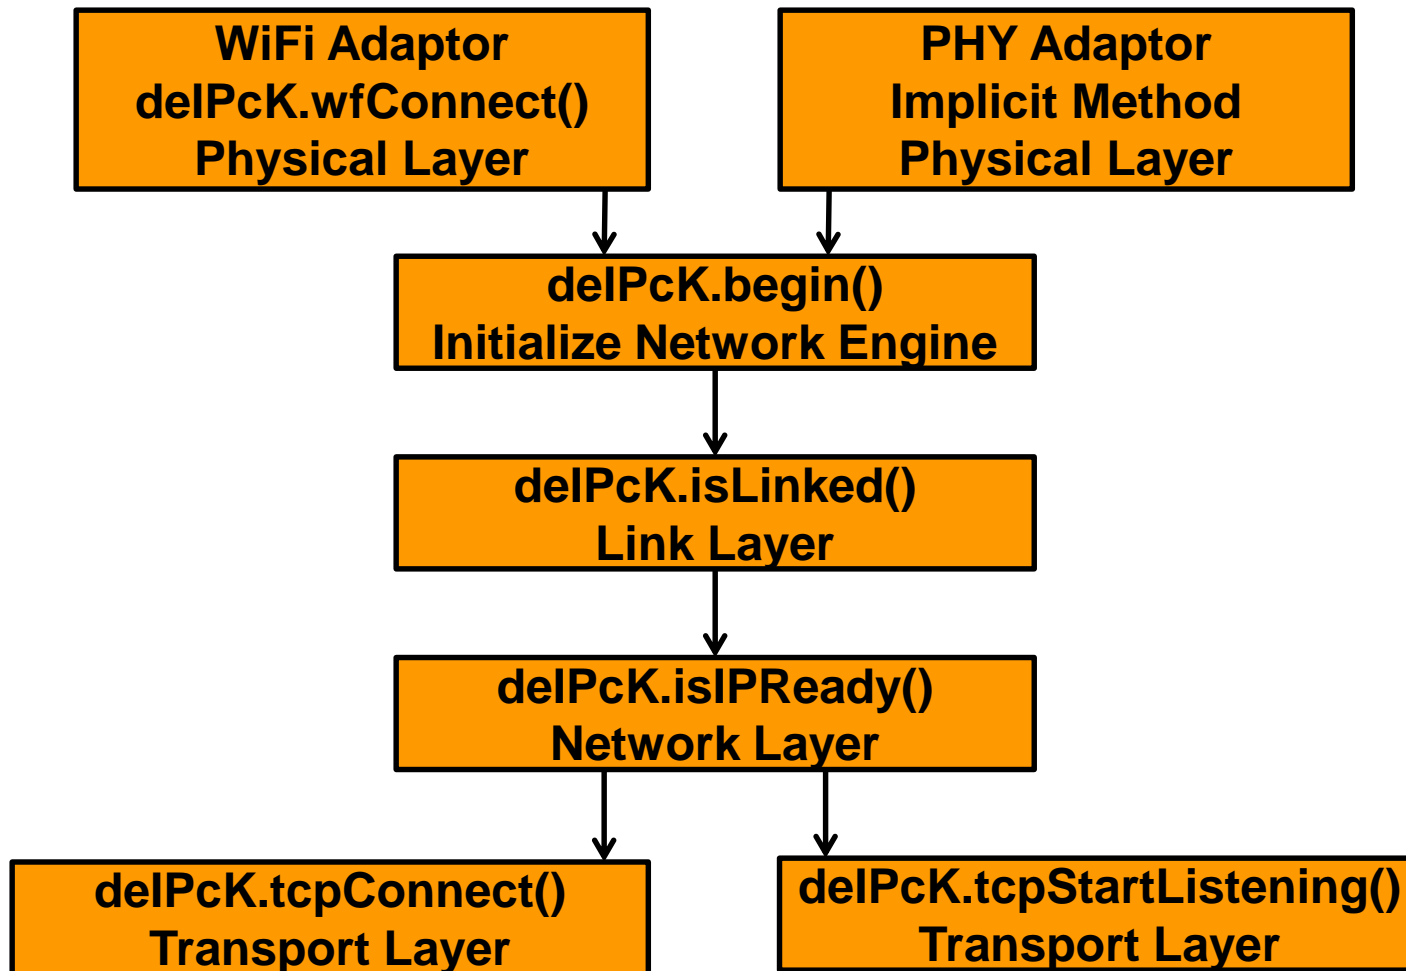 WiFi Adaptor
deIPcK.wfConnect()
Physical Layer
PHY Adaptor
Implicit Method
Physical Layer
deIPcK.begin()
Initialize Network Engine
deIPcK.isLinked()
Link Layer
deIPcK.isIPReady()
Network Layer
deIPcK.tcpConnect()
Transport Layer
deIPcK.tcpStartListening()
Transport Layer